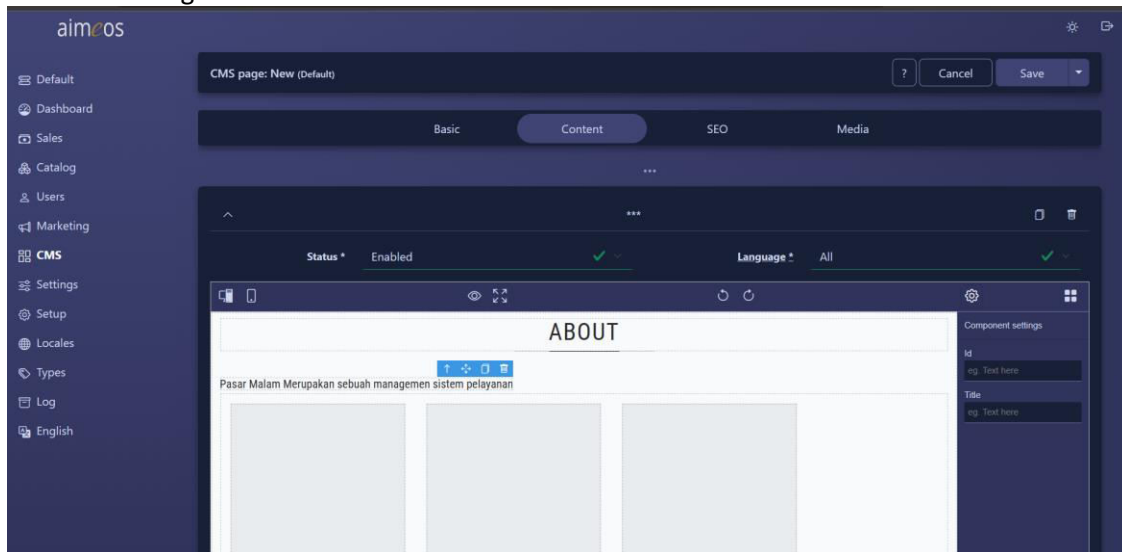 aimeos
CMS page: New (Default)
?
Cancel
Save
Default
Dashboard
Sales
Catalog
Users
Marketing
CMS
Settings
Setup
Locales
Types
Log
English
Basic
Content
SEO
Media
Status *
Enabled
Language *
All
ABOUT
Pasar Malam Merupakan sebuah managemen sistem pelayanan
Component settings
Id
eg. Text here
Title
eg. Text here